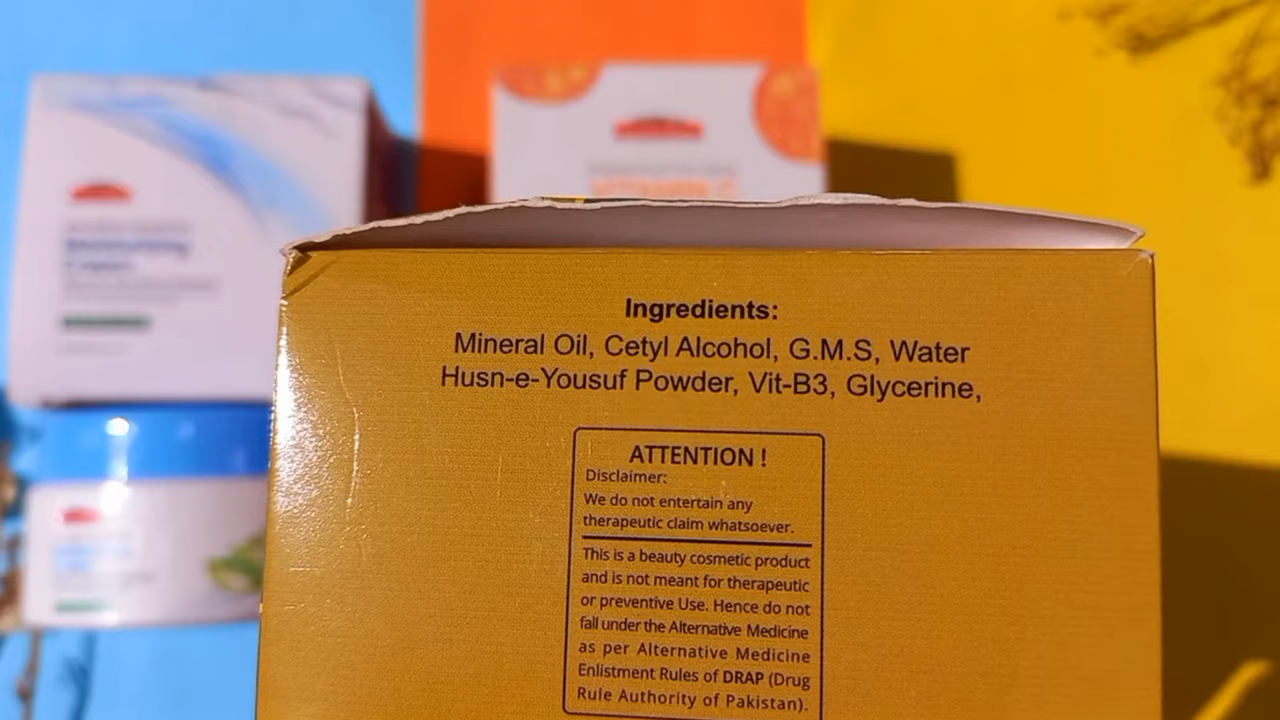 VITAMIN C
Moisturising
Cream
Ingredients:
Mineral Oil, Cetyl Alcohol, G.M.S, Water
Husn-e-Yousuf Powder, Vit-B3, Glycerine,
ATTENTION !
Disclaimer:
We do not entertain any
therapeutic claim whatsoever.
This is a beauty cosmetic product
and is not meant for therapeutic
or preventive Use. Hence do not
fall under the Alternative Medicine
as per Alternative Medicine
Enlistment Rules of DRAP (Drug
Rule Authority of Pakistan).